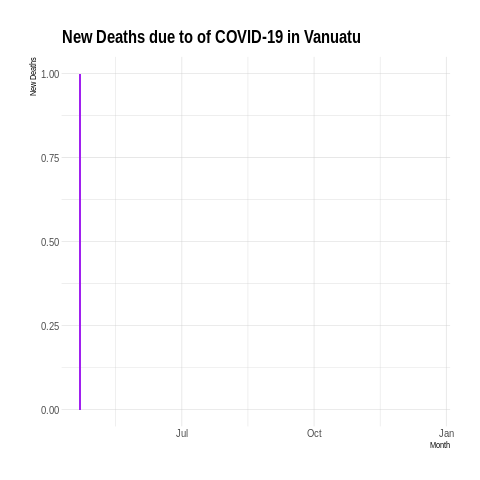 New Deaths due to of COVID-19 in Vanuatu
New Deaths
1.00
0.75
0.50
0.25
0.00
Jul Oct Jan
Month